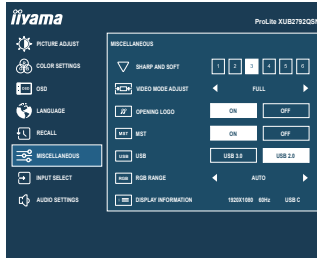 iiyama
ProLite XUB2792QSN
PICTURE ADJUST
COLOR SETTINGS
OSD OSD
LANGUAGE
RECALL
MISCELLANEOUS
INPUT SELECT
AUDIO SETTINGS
MISCELLANEOUS
SHARP AND SOFT 1 2 3 4 5 6
VIDEO MODE ADJUST FULL
OPENING LOGO ON OFF
MST MST ON OFF
USB USB USB 3.0 USB 2.0
RGB RGB RANGE AUTO
DISPLAY INFORMATION 1920X1080 60Hz USB C